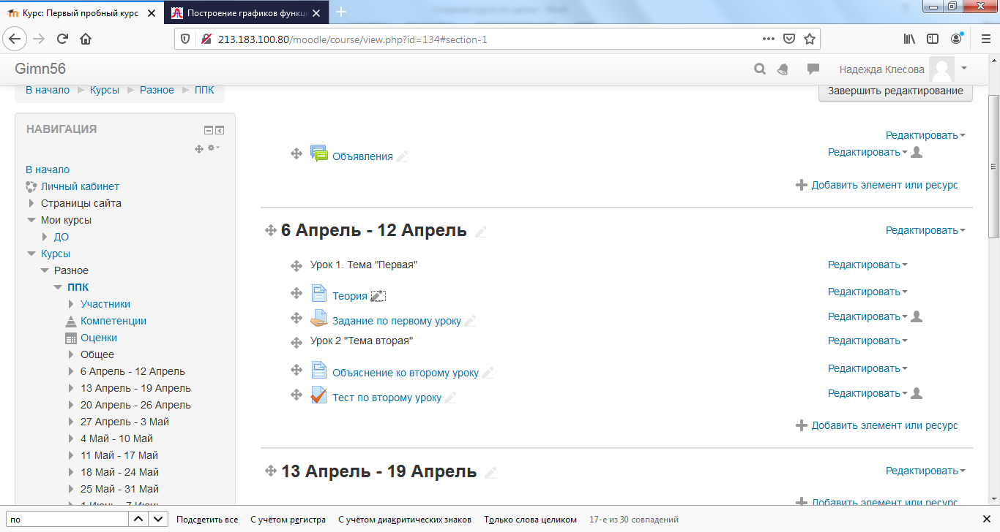 Курс: Первый пробный курс
Построение графиков функц
213.183.100.80/moodle/course/view.php?id=134#section-1
Gimn56
Надежда Клесова
В начало Курсы Разное ППК
Завершить редактирование
НАВИГАЦИЯ
В начало
Личный кабинет
Страницы сайта
Мои курсы
ДО
Курсы
Разное
ППК
Участники
Компетенции
Оценки
Общее
6 Апрель - 12 Апрель
13 Апрель - 19 Апрель
20 Апрель - 26 Апрель
27 Апрель - 3 Май
4 Май - 10 Май
11 Май - 17 Май
18 Май - 24 Май
25 Май - 31 Май
1 Июнь - 7 Июнь
Редактировать
Объявления Редактировать
Добавить элемент или ресурс
6 Апрель - 12 Апрель Редактировать
Урок 1. Тема "Первая" Редактировать
Теория Редактировать
Задание по первому уроку Редактировать
Урок 2 "Тема вторая" Редактировать
Объяснение ко второму уроку Редактировать
Тест по второму уроку Редактировать
Добавить элемент или ресурс
13 Апрель - 19 Апрель Редактировать
Добавить элемент или ресурс
по Подсветить все С учётом регистра С учётом диакритических знаков Только слова целиком 17-е из 30 совпадений